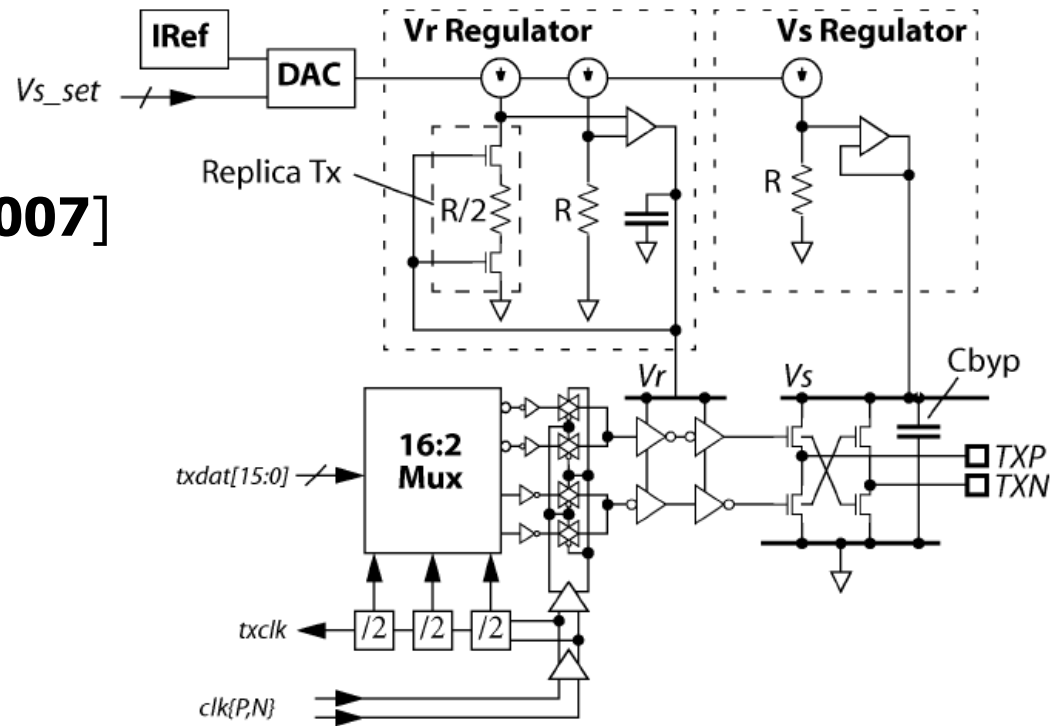 IRef
Vr Regulator
Vs Regulator
DAC
Vs_set
Replica Tx
R/2
R
R
007]
Vr
Vs
Cbyp
16:2
Mux
txdat[15:0]
TXP
TXN
txclk
/2
/2
/2
clk{P,N}